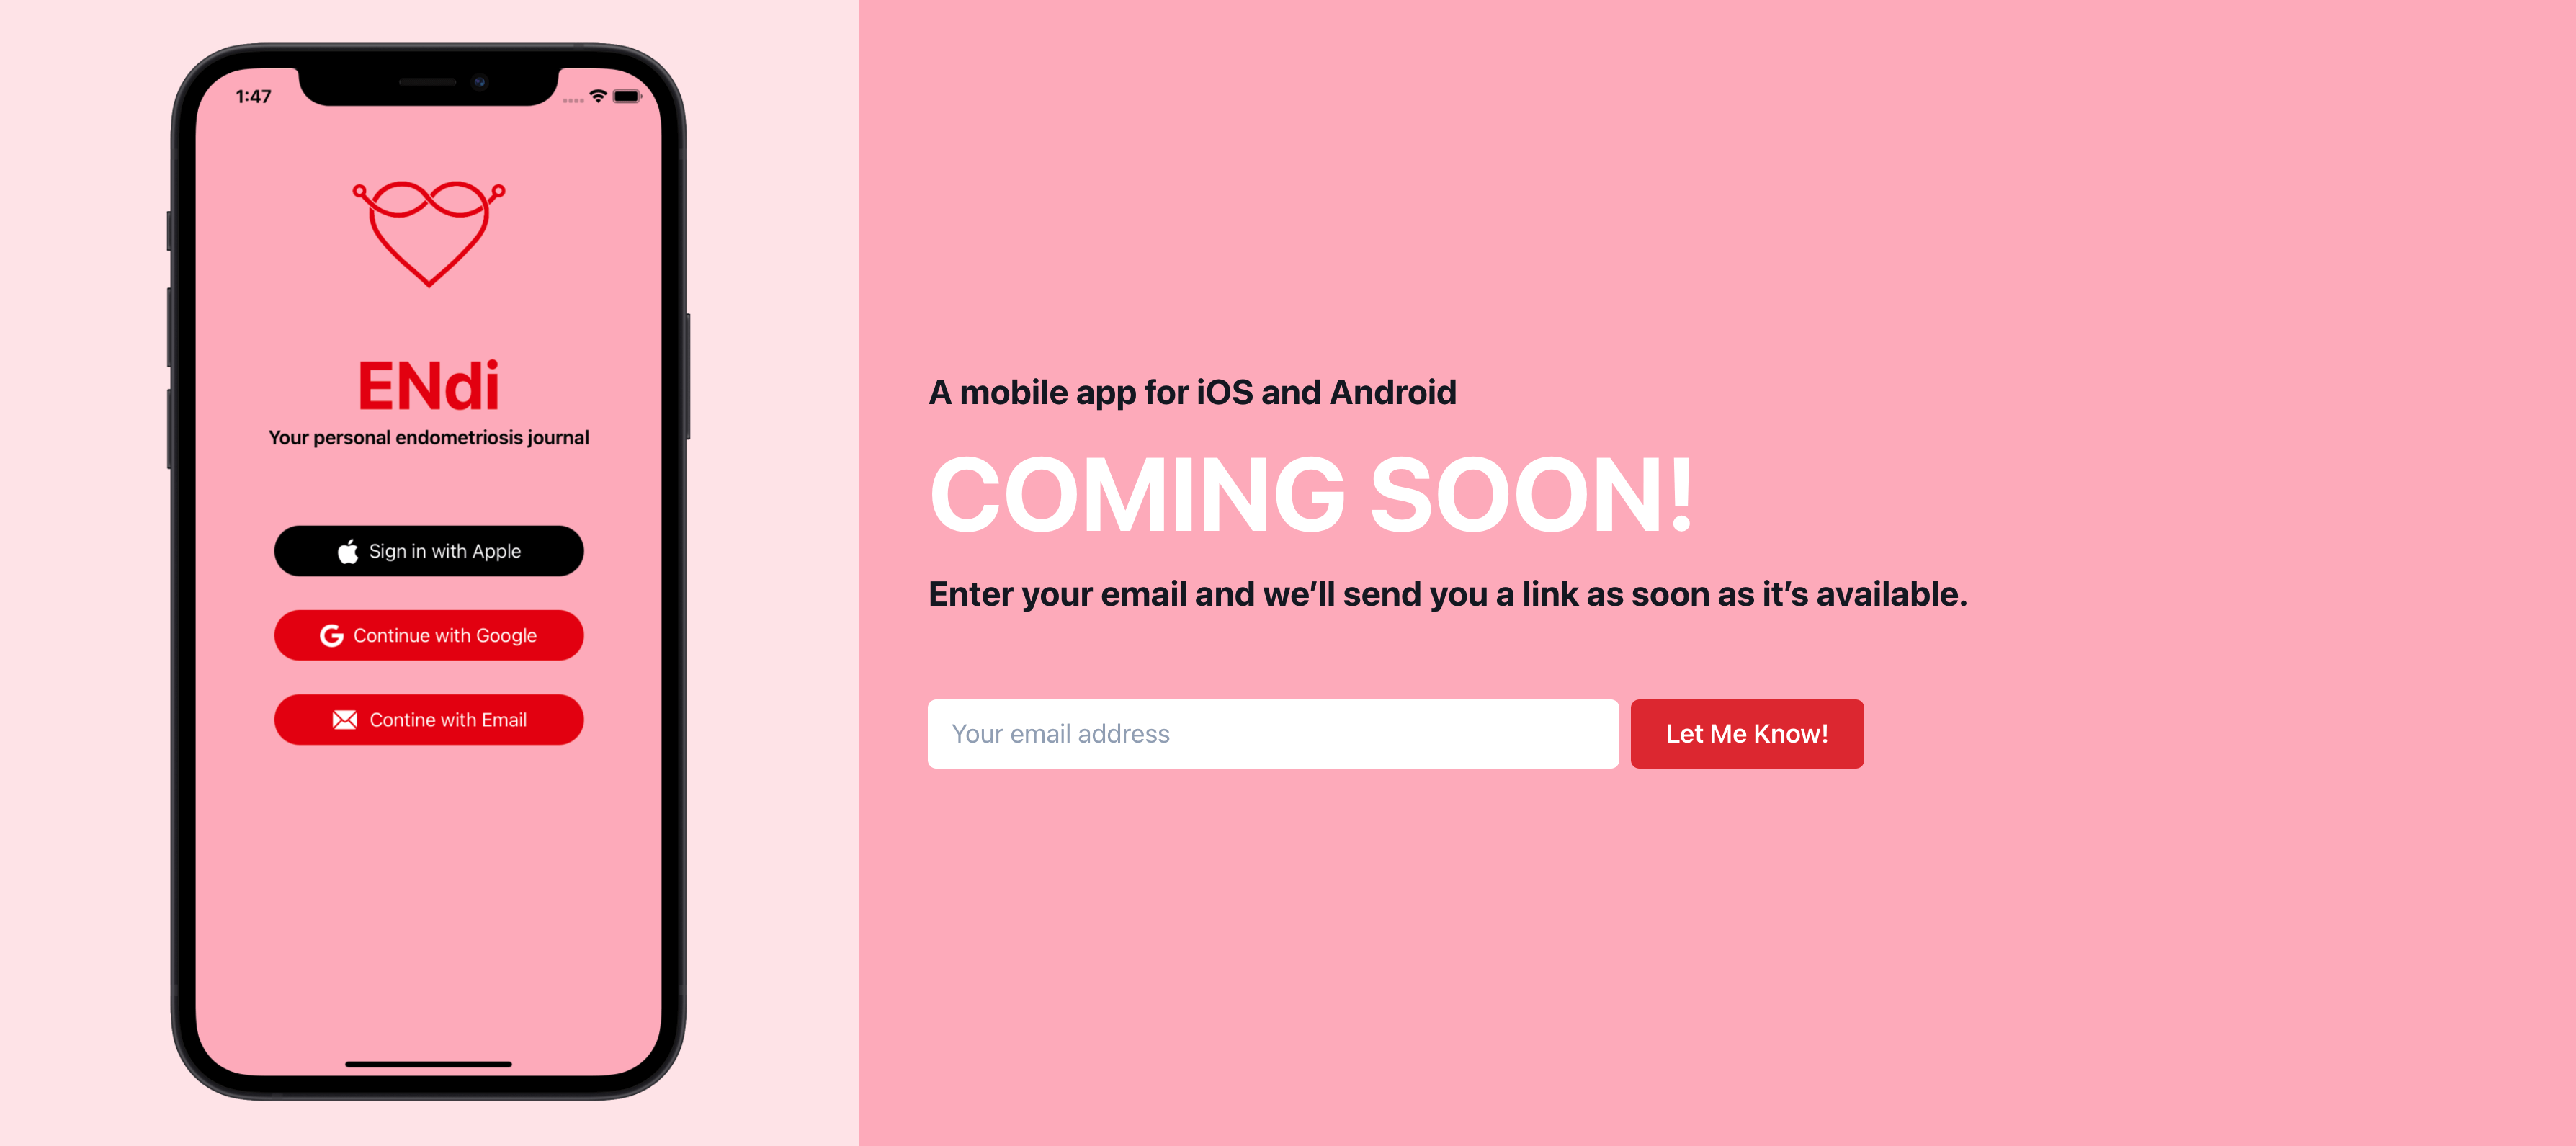 1:47
ENdi
Your personal endometriosis journal
Sign in with Apple
Continue with Google
Contine with Email
A mobile app for iOS and Android
COMING SOON!
Enter your email and we’ll send you a link as soon as it’s available.
Your email address
Let Me Know!